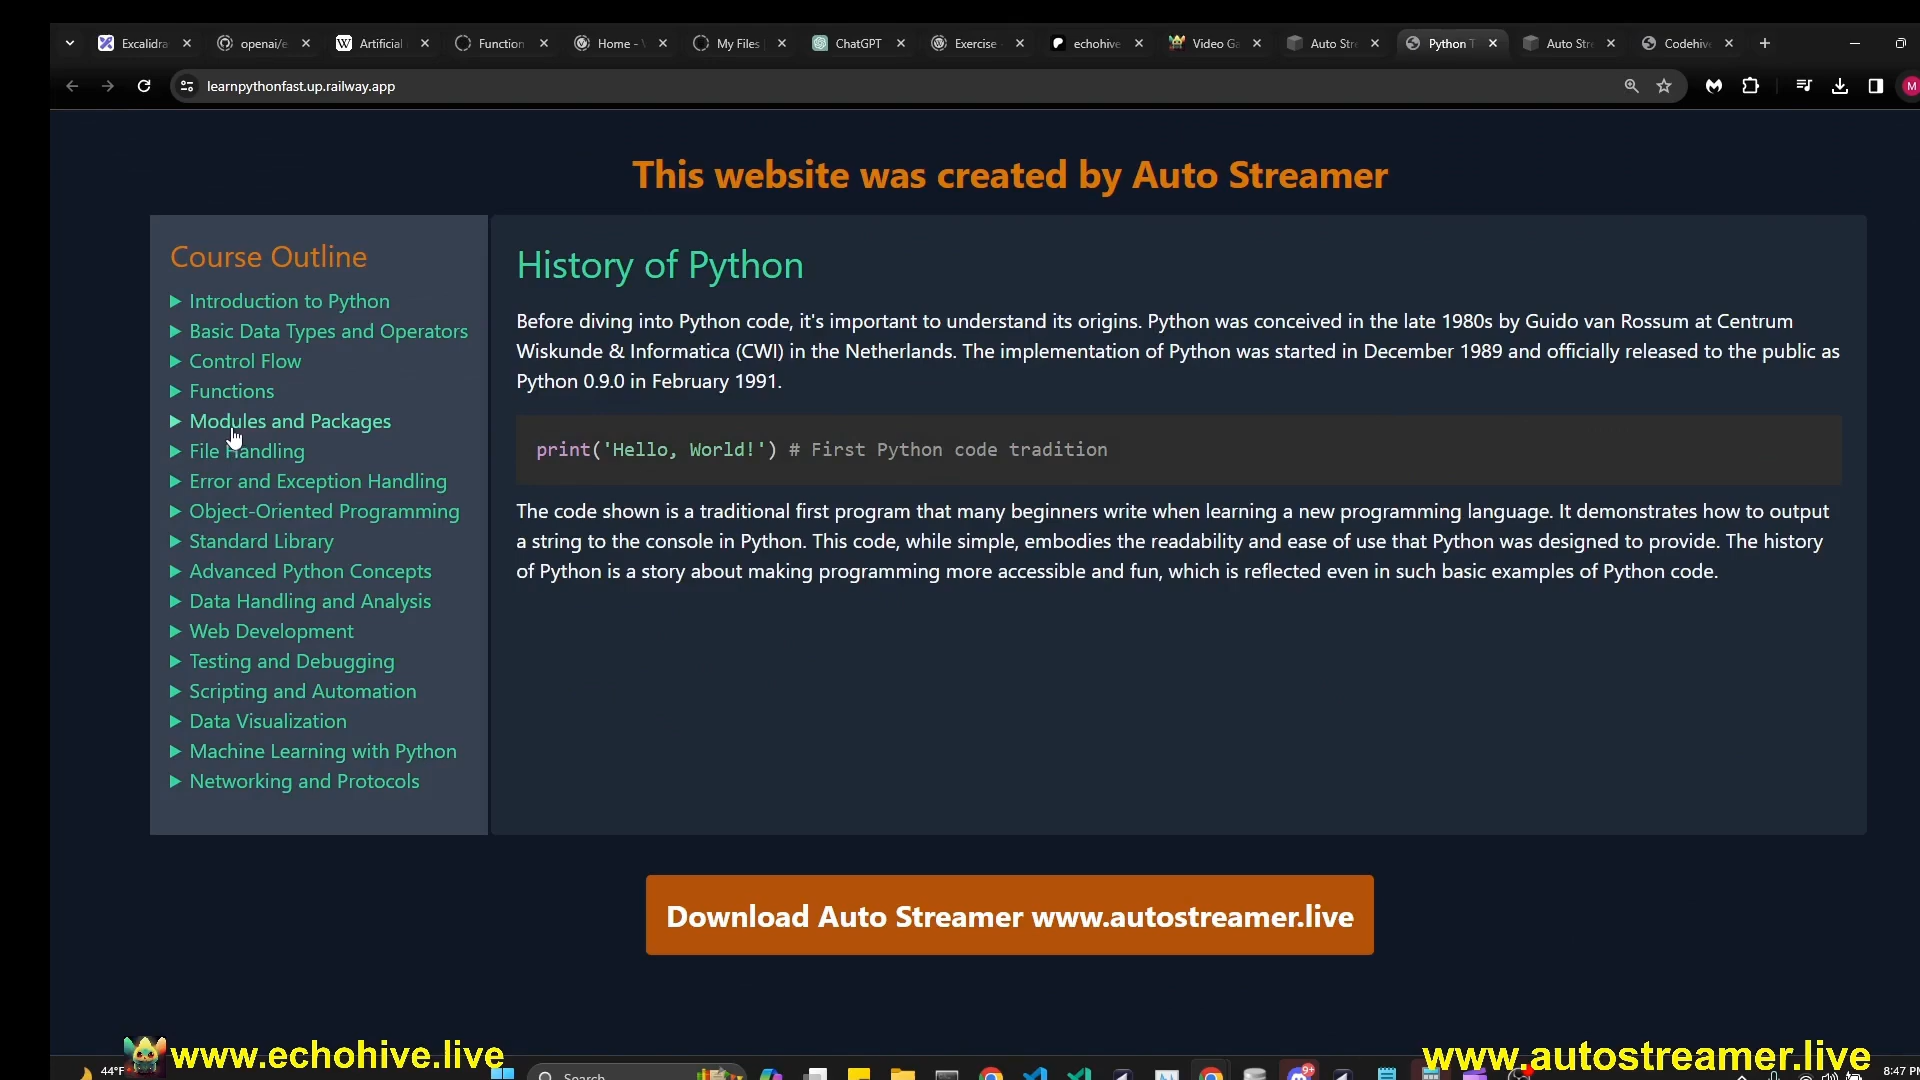 Excalidra
openai/e
Artificial
Function
Home - \
My Files
ChatGPT
Exercise
echohive
Video Ga
Auto Str
Python T
Auto Str
Codehiv
learnpythonfast.up.railway.app
M
This website was created by Auto Streamer
Course Outline
Introduction to Python
Basic Data Types and Operators
Control Flow
Functions
Modules and Packages
File Handling
Error and Exception Handling
Object-Oriented Programming
Standard Library
Advanced Python Concepts
Data Handling and Analysis
Web Development
Testing and Debugging
Scripting and Automation
Data Visualization
Machine Learning with Python
Networking and Protocols
History of Python
Before diving into Python code, it's important to understand its origins. Python was conceived in the late 1980s by Guido van Rossum at Centrum
Wiskunde & Informatica (CWI) in the Netherlands. The implementation of Python was started in December 1989 and officially released to the public as
Python 0.9.0 in February 1991.
print('Hello, World!') # First Python code tradition
The code shown is a traditional first program that many beginners write when learning a new programming language. It demonstrates how to output
a string to the console in Python. This code, while simple, embodies the readability and ease of use that Python was designed to provide. The history
of Python is a story about making programming more accessible and fun, which is reflected even in such basic examples of Python code.
Download Auto Streamer www.autostreamer.live
www.echohive.live
www.autostreamer.live
44°F
Search
9+
8:47 PM